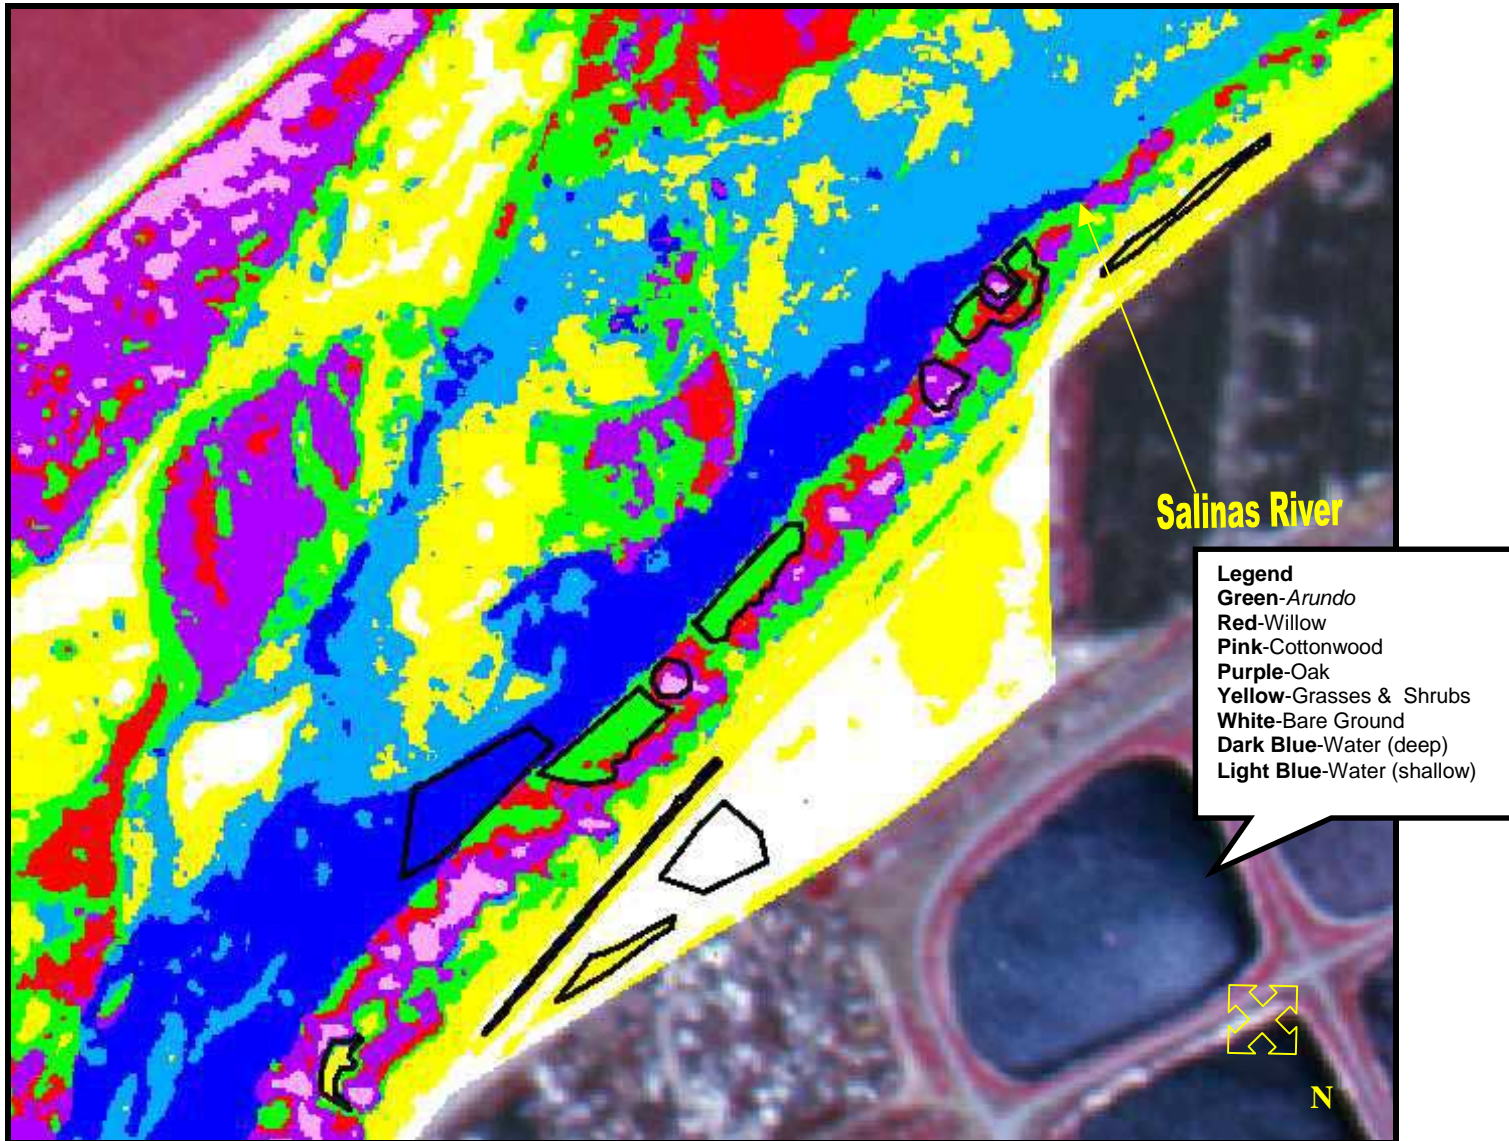 Salinas River
Legend
Green-Arundo
Red-Willow
Pink-Cottonwood
Purple-Oak
Yellow-Grasses & Shrubs
White-Bare Ground
Dark Blue-Water (deep)
Light Blue-Water (shallow)
N